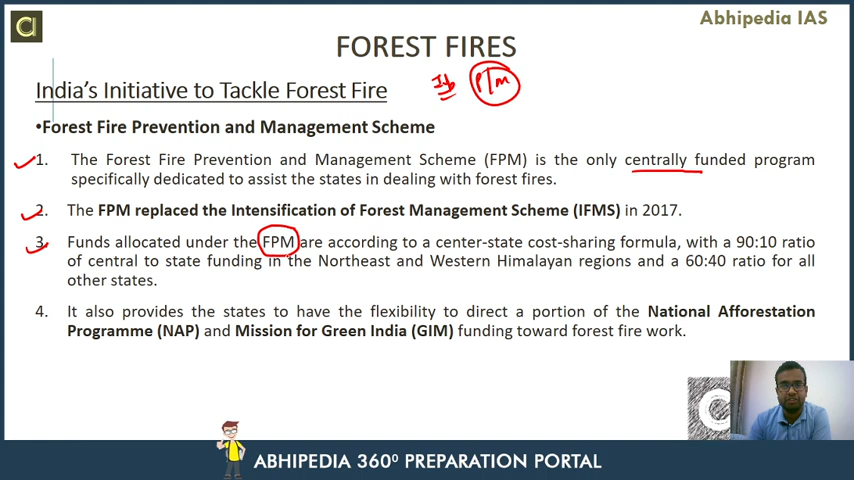 Abhipedia IAS
FOREST FIRES
India's Initiative to Tackle Forest Fire
P/m
•Forest Fire Prevention and Management Scheme
1. The Forest Fire Prevention and Management Scheme (FPM) is the only centrally funded program
specifically dedicated to assist the states in dealing with forest fires.
2. The FPM replaced the Intensification of Forest Management Scheme (IFMS) in 2017.
3. Funds allocated under the FPM are according to a center-state cost-sharing formula, with a 90:10 ratio
of central to state funding in the Northeast and Western Himalayan regions and a 60:40 ratio for all
other states.
4. It also provides the states to have the flexibility to direct a portion of the National Afforestation
Programme (NAP) and Mission for Green India (GIM) funding toward forest fire work.
ABHIPEDIA 360⁰ PREPARATION PORTAL